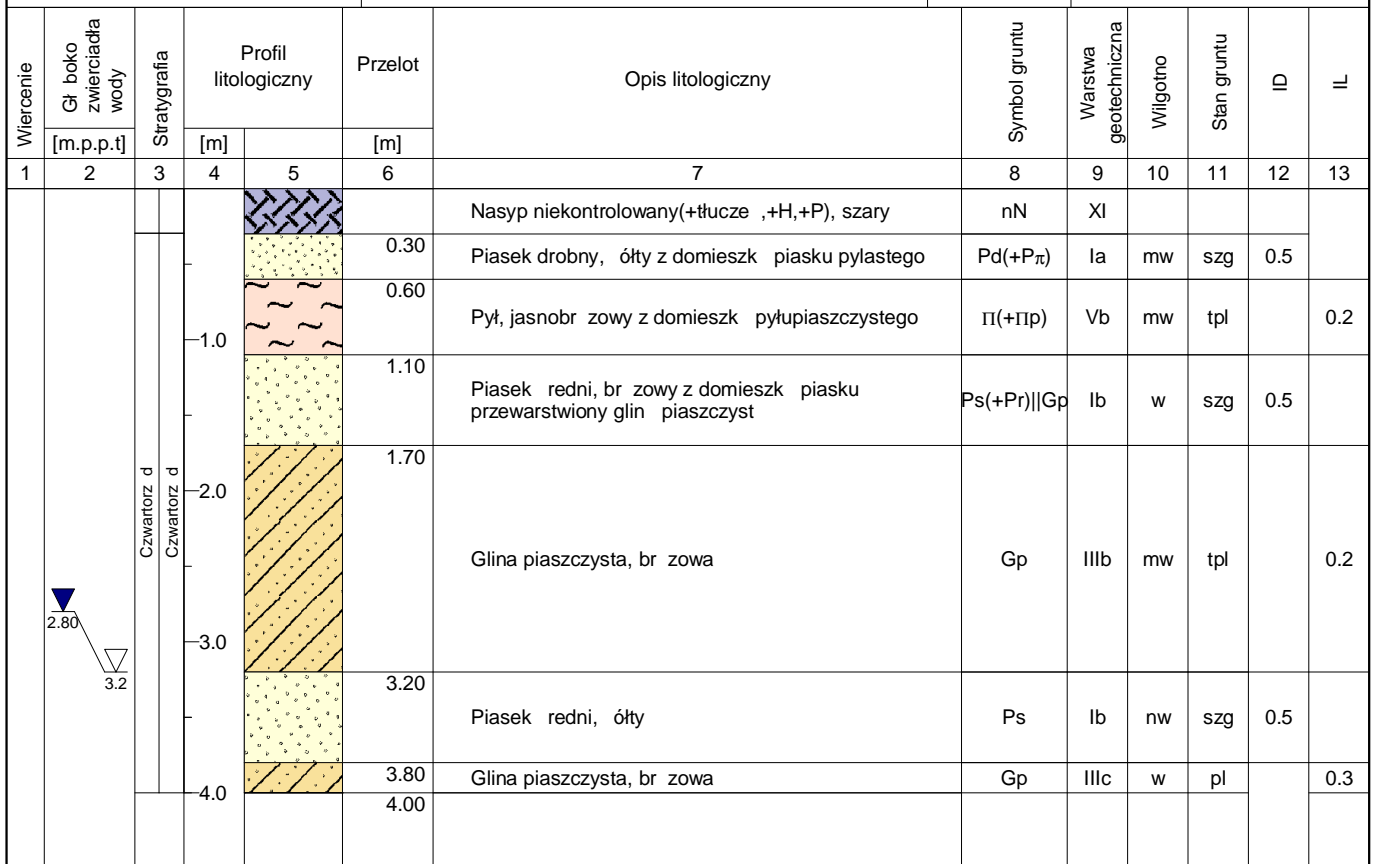 Wiercenie
Gł boko
zwierciadła
wody
[m.p.p.t]
Stratygrafia
Profil
litologiczny
[m]
Przelot
[m]
Opis litologiczny
Symbol gruntu
Warstwa
geotechniczna
Wilgotno
Stan gruntu
ID
IL
1 2 3 4 5 6 7 8 9 10 11 12 13
Nasyp niekontrolowany(+tłucze ,+H,+P), szary nN XI
0.30 Piasek drobny, ółty z domieszk piasku pylastego Pd(+Pπ) Ia mw szg 0.5
0.60
Pył, jasnobr zowy z domieszk pyłupiaszczystego Π(+Πp) Vb mw tpl 0.2
1.0
1.10
Piasek redni, br zowy z domieszk piasku
przewarstwiony glin piaszczyst
Ps(+Pr)||Gp Ib w szg 0.5
1.70
Czwartorz d
Czwartorz d
2.0
Glina piaszczysta, br zowa Gp IIIb mw tpl 0.2
2.80
3.0
3.2
3.20
Piasek redni, ółty Ps Ib nw szg 0.5
3.80 Glina piaszczysta, br zowa Gp IIIc w pl 0.3
4.0
4.00